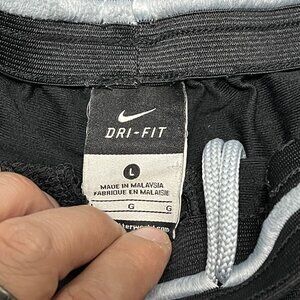 DRI-FIT
L
MADE IN MALAYSIA
FABRIQUE EN MALAISIE
G G